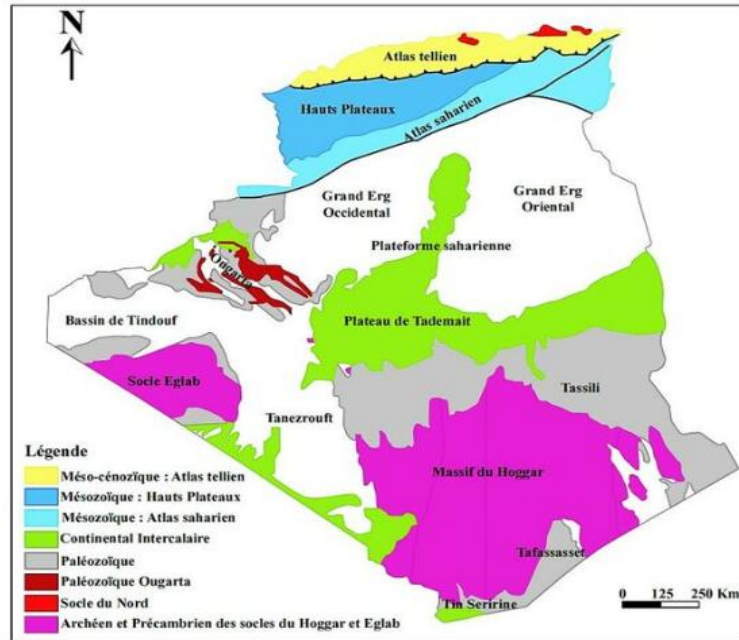 N
Atlas tellien
Hauts Plateaux
Atlas saharien
Grand Erg
Occidental
Grand Erg
Oriental
Plateforme saharienne
Ougarta
Bassin de Tindouf
Plateau de Tademait
Socle Eglab
Tassili
Tanezrouft
Massif du Hoggar
Tafassasset
Tin Seririne
Légende
Méso-cénozïque : Atlas tellien
Mésozoïque : Hauts Plateaux
Mésozoïque : Atlas saharien
Continental Intercalaire
Paléozoïque
Paléozoïque Ougarta
Socle du Nord
Archéen et Précambrien des socles du Hoggar et Eglab
0 125 250 Km